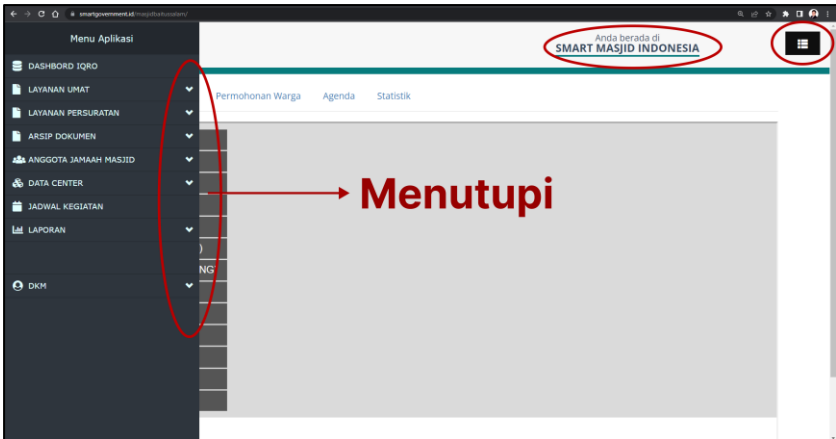 smartgovernment.id/masjidbaitussalam/
Menu Aplikasi
Anda berada di
SMART MASJID INDONESIA
DASHBORD IQRO
LAYANAN UMAT
Permohonan Warga Agenda Statistik
LAYANAN PERSURATAN
ARSIP DOKUMEN
ANGGOTA JAMAAH MASJID
DATA CENTER
Menutupi
JADWAL KEGIATAN
LAPORAN
)
NG)
DKM